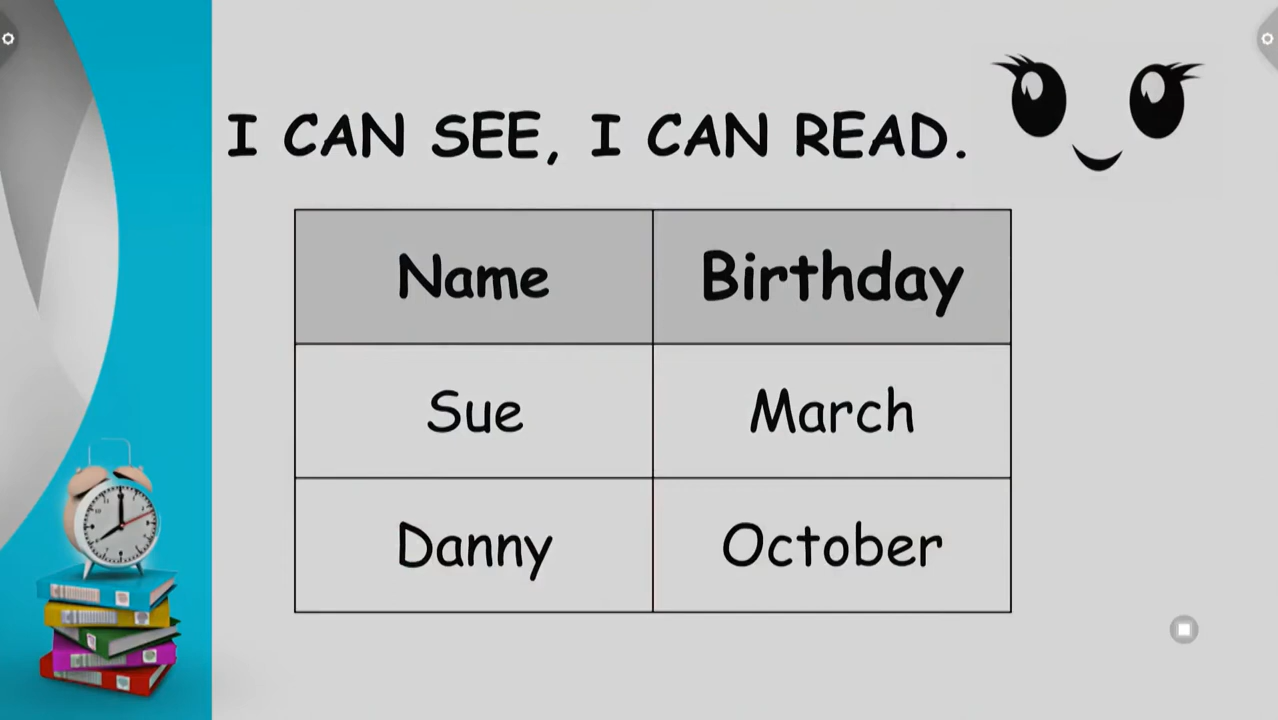 I CAN SEE, I CAN READ.
Name Birthday
Sue March
Danny October